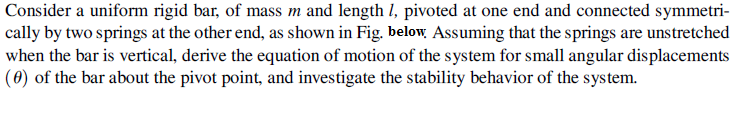 Consider a uniform rigid bar, of mass m and length l, pivoted at one end and connected symmetri-
cally by two springs at the other end, as shown in Fig. below. Assuming that the springs are unstretched
when the bar is vertical, derive the equation of motion of the system for small angular displacements
(θ) of the bar about the pivot point, and investigate the stability behavior of the system.